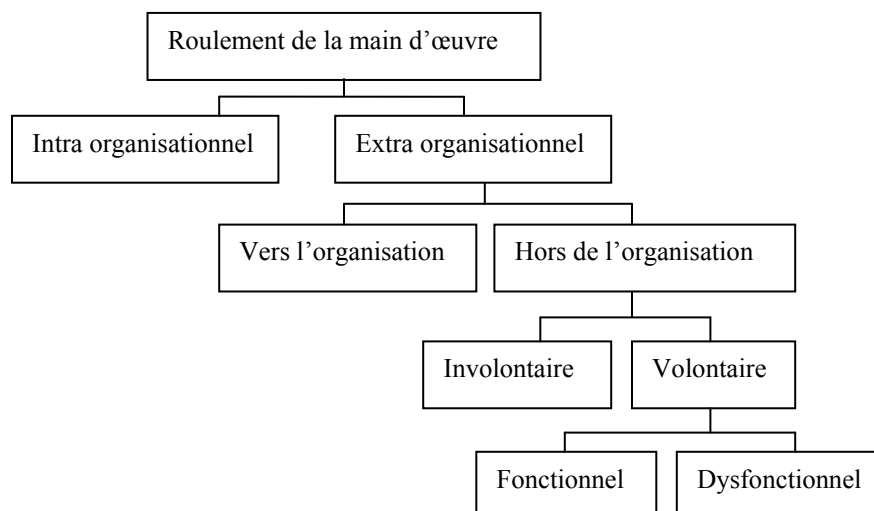 Roulement de la main d’œuvre
Intra organisationnel
Extra organisationnel
Vers l’organisation
Hors de l’organisation
Involontaire
Volontaire
Fonctionnel
Dysfonctionnel